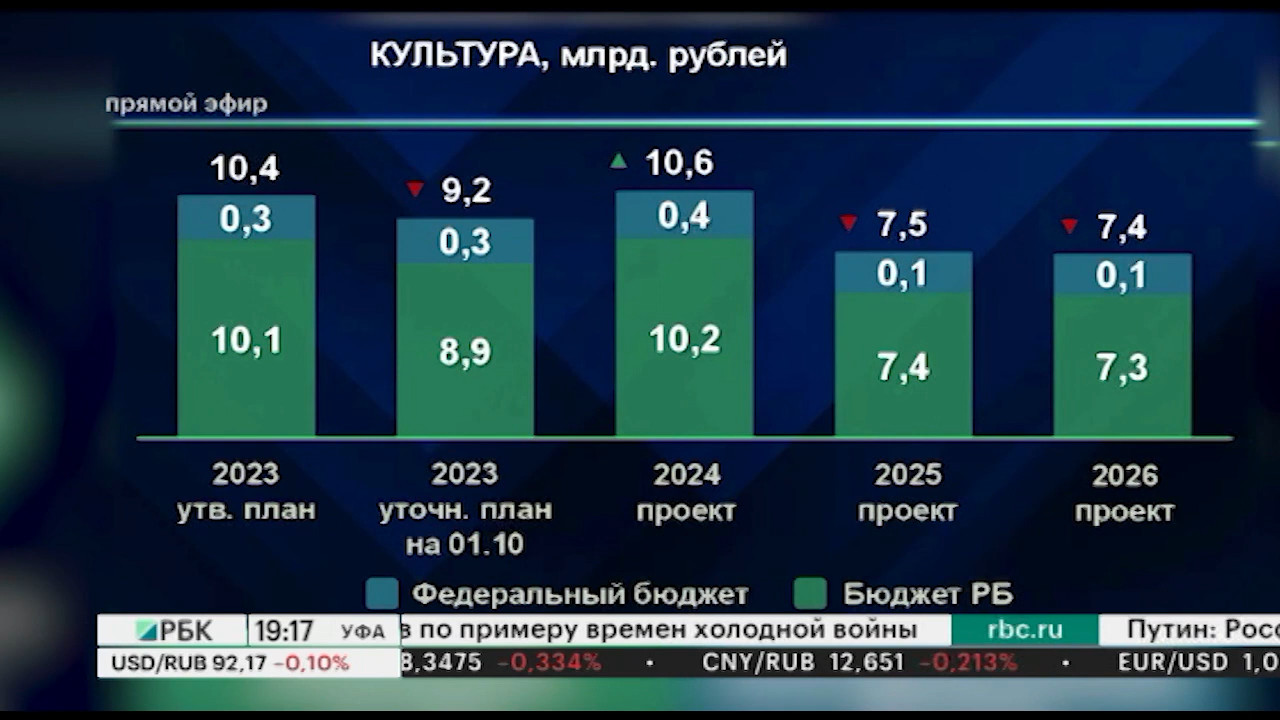 КУЛЬТУРА, млрд. рублей
прямой эфир
10,4 9,2 10,6 7,5 7,4
0,3 0,3 0,4 0,1 0,1
10,1 8,9 10,2 7,4 7,3
2023 2023 2024 2025 2026
утв. план уточн. план проект проект проект
на 01.10
Федеральный бюджет Бюджет РБ
РБК 19:17 УФА в по примеру времен холодной войны rbc.ru Путин: Росс
USD/RUB 92,17 -0,10% 8,3475 -0,334% • CNY/RUB 12,651 -0,213% • EUR/USD 1,0